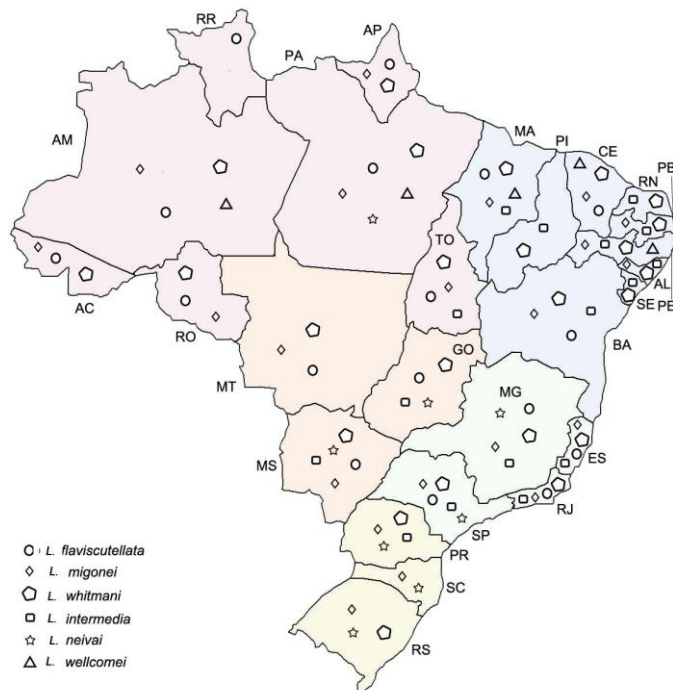 RR
AP
PA
AM
MA
PI
CE
PB
RN
TO
AL
SE
PE
AC
RO
BA
GO
MT
MG
MS
ES
RJ
SP
PR
SC
RS
L. flaviscutellata
L. migonei
L. whitmani
L. intermedia
L. neivai
L. wellcomei